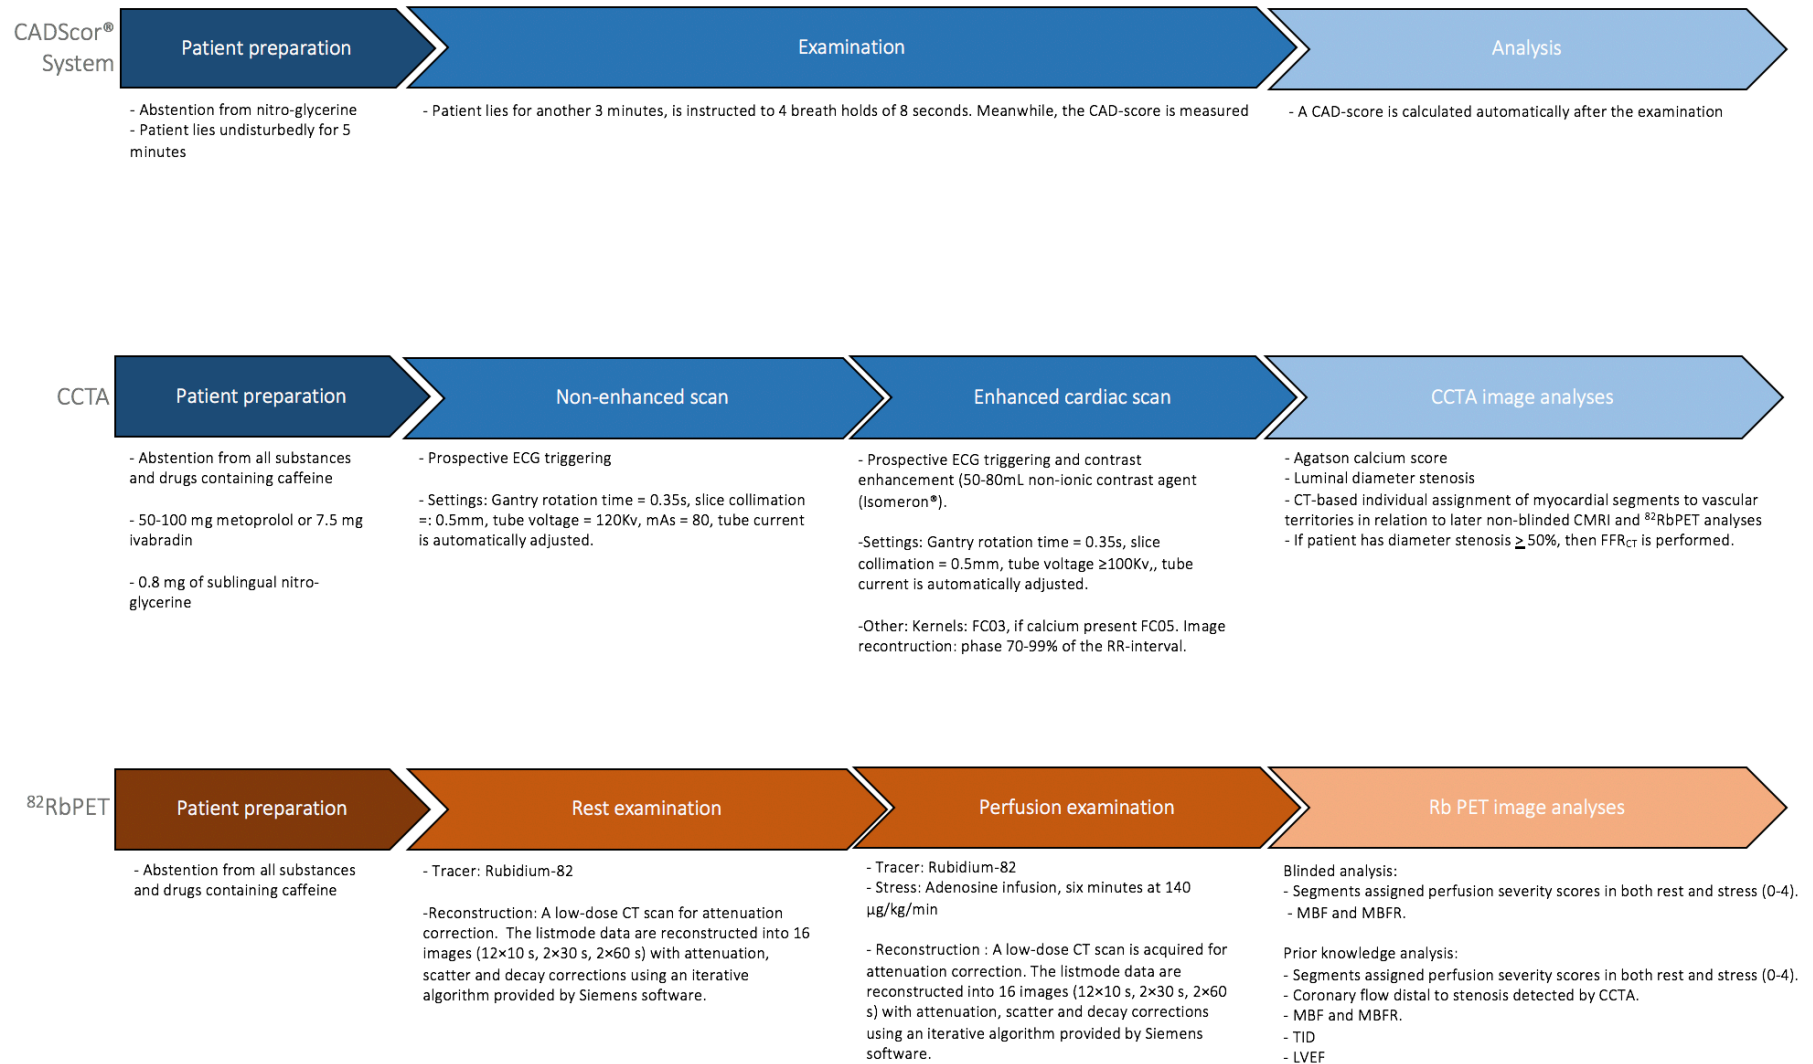 CADScor®
System
Patient preparation
Examination
Analysis
- Abstention from nitro-glycerine
- Patient lies undisturbedly for 5
minutes
- Patient lies for another 3 minutes, is instructed to 4 breath holds of 8 seconds. Meanwhile, the CAD-score is measured
- A CAD-score is calculated automatically after the examination
CCTA
Patient preparation
Non-enhanced scan
Enhanced cardiac scan
CCTA image analyses
- Abstention from all substances
and drugs containing caffeine
- 50-100 mg metoprolol or 7.5 mg
ivabradin
- 0.8 mg of sublingual nitro-
glycerine
- Prospective ECG triggering
- Settings: Gantry rotation time = 0.35s, slice collimation
=: 0.5mm, tube voltage = 120Kv, mAs = 80, tube current
is automatically adjusted.
- Prospective ECG triggering and contrast
enhancement (50-80mL non-ionic contrast agent
(Isomeron®).
-Settings: Gantry rotation time = 0.35s, slice
collimation = 0.5mm, tube voltage ≥100Kv,, tube
current is automatically adjusted.
-Other: Kernels: FC03, if calcium present FC05. Image
recontruction: phase 70-99% of the RR-interval.
- Agatson calcium score
- Luminal diameter stenosis
- CT-based individual assignment of myocardial segments to vascular
territories in relation to later non-blinded CMRI and ⁸²RbPET analyses
- If patient has diameter stenosis ≥ 50%, then FFRCT is performed.
⁸²RbPET
Patient preparation
Rest examination
Perfusion examination
Rb PET image analyses
- Abstention from all substances
and drugs containing caffeine
- Tracer: Rubidium-82
-Reconstruction: A low-dose CT scan for attenuation
correction. The listmode data are reconstructed into 16
images (12×10 s, 2×30 s, 2×60 s) with attenuation,
scatter and decay corrections using an iterative
algorithm provided by Siemens software.
- Tracer: Rubidium-82
- Stress: Adenosine infusion, six minutes at 140
µg/kg/min
- Reconstruction : A low-dose CT scan is acquired for
attenuation correction. The listmode data are
reconstructed into 16 images (12×10 s, 2×30 s, 2×60
s) with attenuation, scatter and decay corrections
using an iterative algorithm provided by Siemens
software.
Blinded analysis:
- Segments assigned perfusion severity scores in both rest and stress (0-4).
- MBF and MBFR.
Prior knowledge analysis:
- Segments assigned perfusion severity scores in both rest and stress (0-4).
- Coronary flow distal to stenosis detected by CCTA.
- MBF and MBFR.
- TID
- LVEF